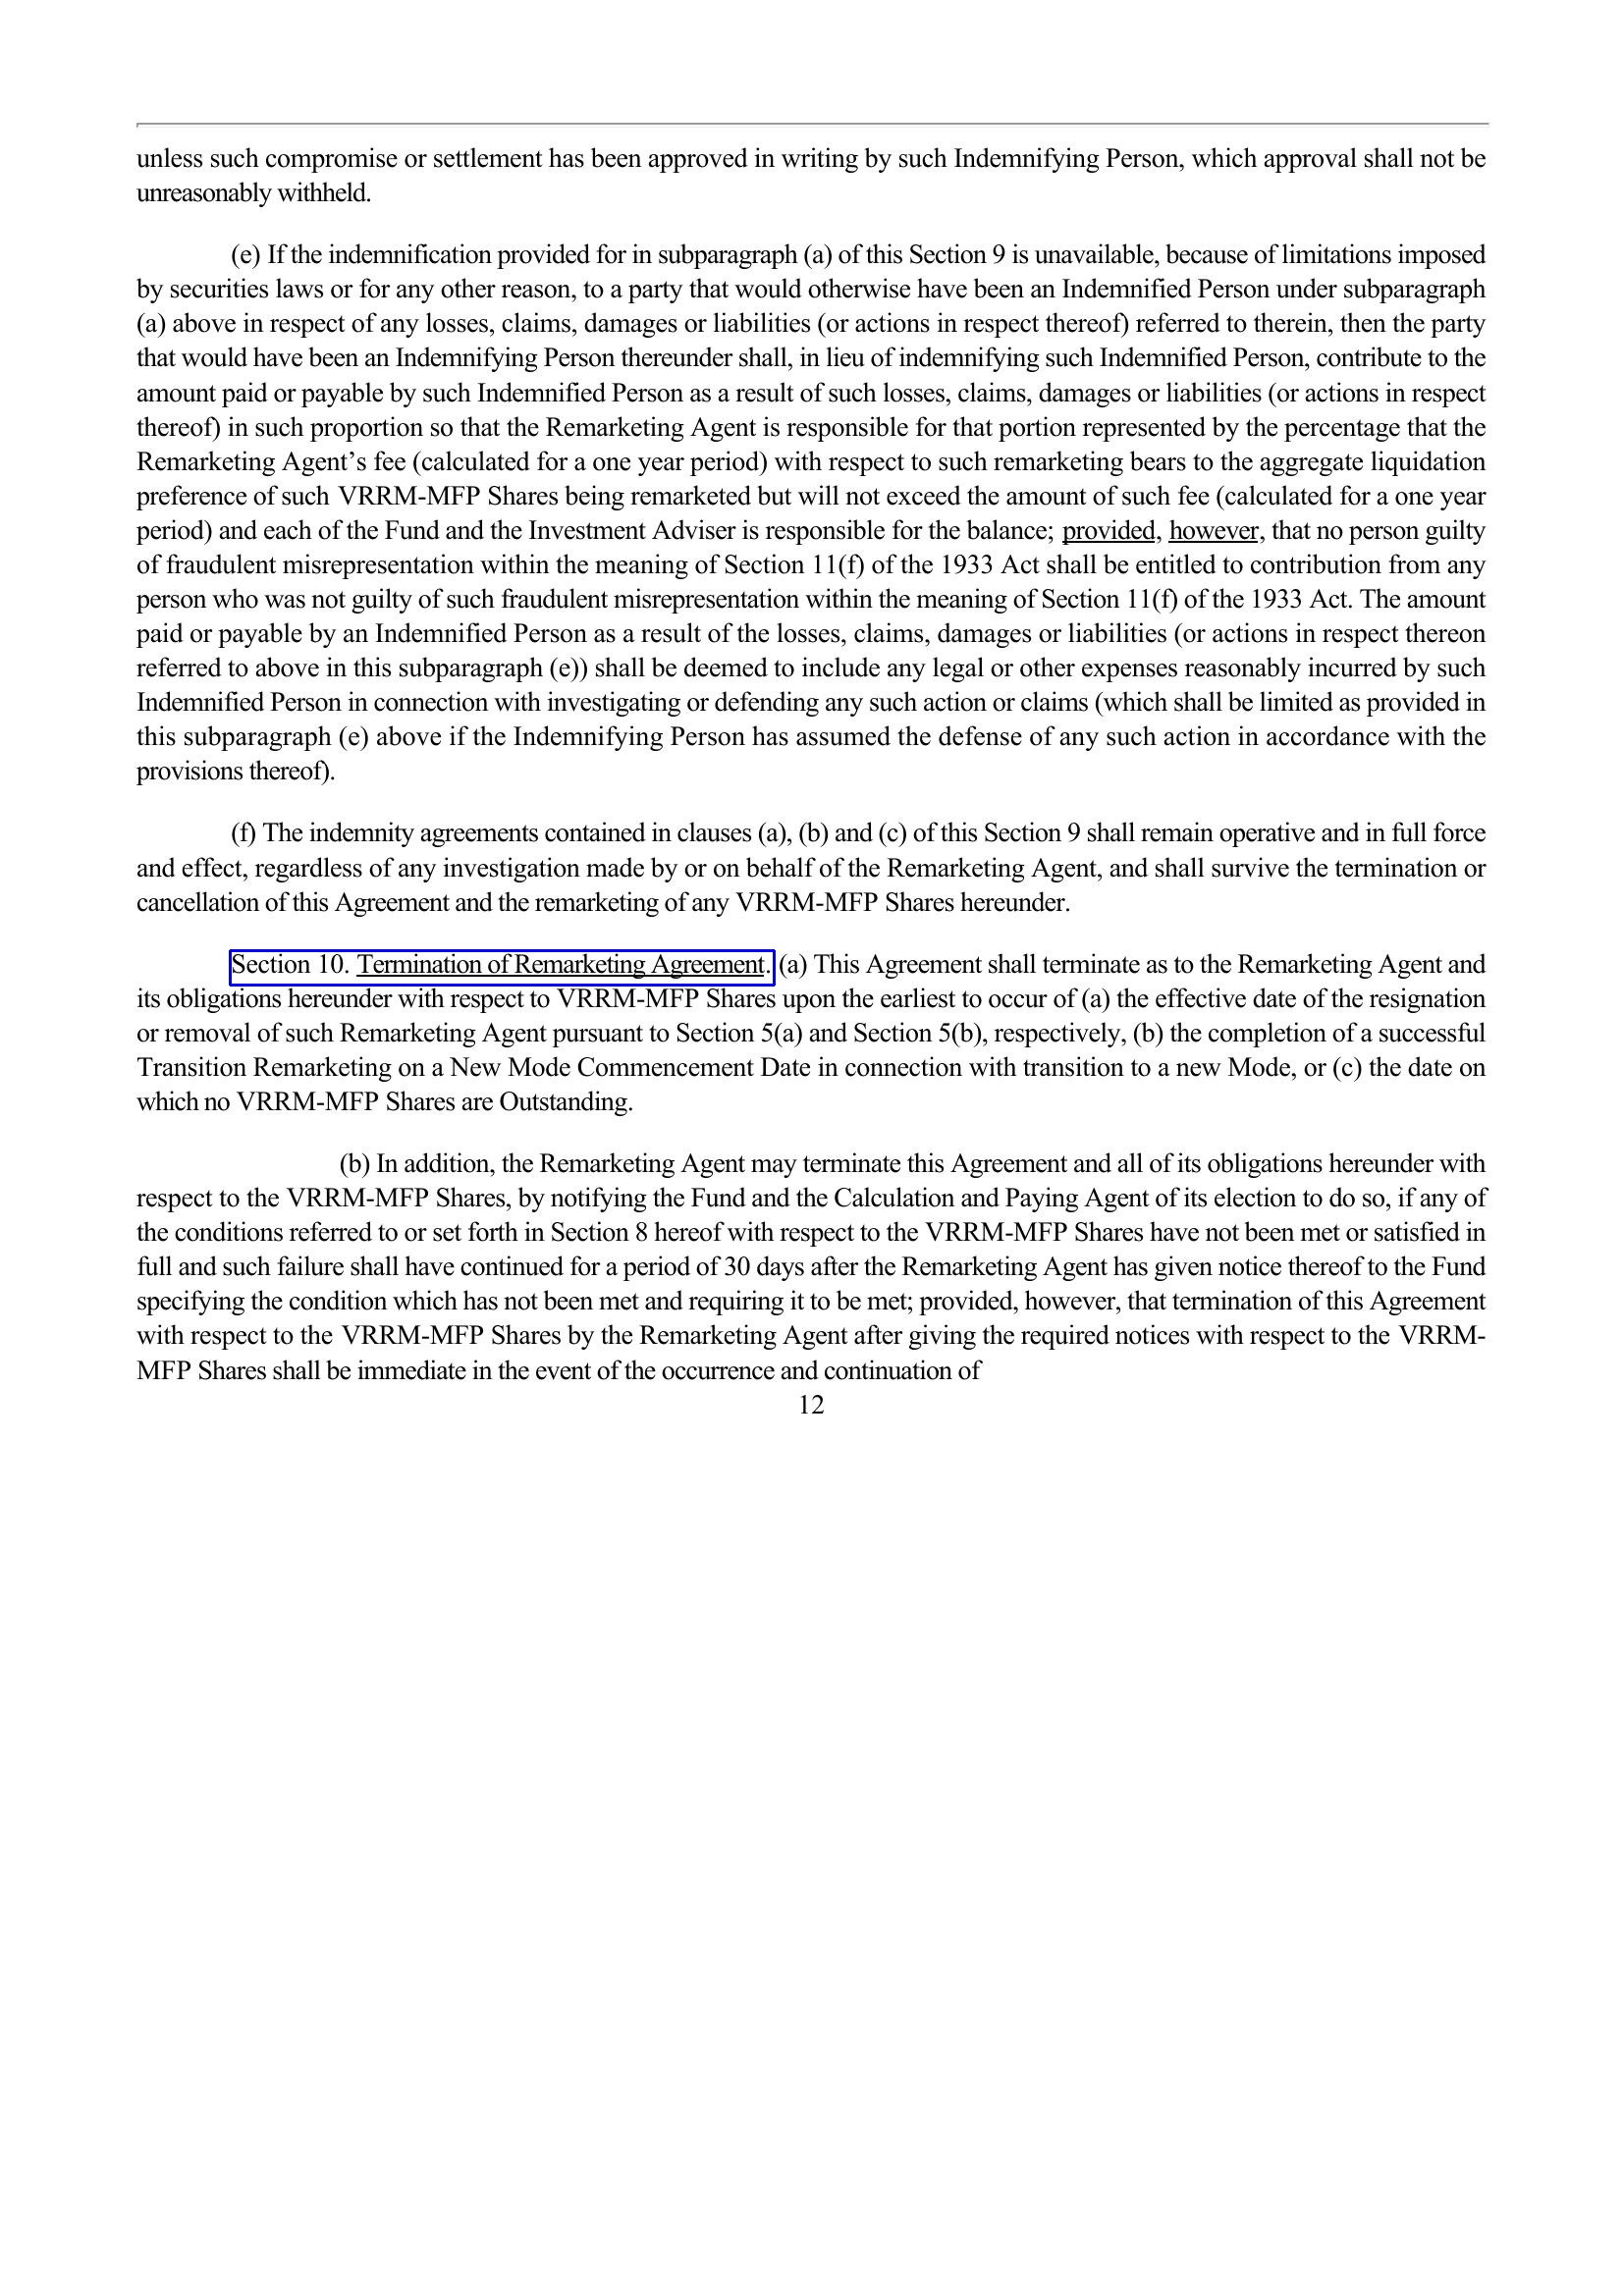 unless such compromise or settlement has been approved in writing by such Indemnifying Person, which approval shall not be
unreasonably withheld.
(e) If the indemnification provided for in subparagraph (a) of this Section 9 is unavailable, because of limitations imposed
by securities laws or for any other reason, to a party that would otherwise have been an Indemnified Person under subparagraph
(a) above in respect of any losses, claims, damages or liabilities (or actions in respect thereof) referred to therein, then the party
that would have been an Indemnifying Person thereunder shall, in lieu of indemnifying such Indemnified Person, contribute to the
amount paid or payable by such Indemnified Person as a result of such losses, claims, damages or liabilities (or actions in respect
thereof) in such proportion so that the Remarketing Agent is responsible for that portion represented by the percentage that the
Remarketing Agent’s fee (calculated for a one year period) with respect to such remarketing bears to the aggregate liquidation
preference of such VRRM-MFP Shares being remarketed but will not exceed the amount of such fee (calculated for a one year
period) and each of the Fund and the Investment Adviser is responsible for the balance; provided, however, that no person guilty
of fraudulent misrepresentation within the meaning of Section 11(f) of the 1933 Act shall be entitled to contribution from any
person who was not guilty of such fraudulent misrepresentation within the meaning of Section 11(f) of the 1933 Act. The amount
paid or payable by an Indemnified Person as a result of the losses, claims, damages or liabilities (or actions in respect thereon
referred to above in this subparagraph (e)) shall be deemed to include any legal or other expenses reasonably incurred by such
Indemnified Person in connection with investigating or defending any such action or claims (which shall be limited as provided in
this subparagraph (e) above if the Indemnifying Person has assumed the defense of any such action in accordance with the
provisions thereof).
(f) The indemnity agreements contained in clauses (a), (b) and (c) of this Section 9 shall remain operative and in full force
and effect, regardless of any investigation made by or on behalf of the Remarketing Agent, and shall survive the termination or
cancellation of this Agreement and the remarketing of any VRRM-MFP Shares hereunder.
Section 10. Termination of Remarketing Agreement. (a) This Agreement shall terminate as to the Remarketing Agent and
its obligations hereunder with respect to VRRM-MFP Shares upon the earliest to occur of (a) the effective date of the resignation
or removal of such Remarketing Agent pursuant to Section 5(a) and Section 5(b), respectively, (b) the completion of a successful
Transition Remarketing on a New Mode Commencement Date in connection with transition to a new Mode, or (c) the date on
which no VRRM-MFP Shares are Outstanding.
(b) In addition, the Remarketing Agent may terminate this Agreement and all of its obligations hereunder with
respect to the VRRM-MFP Shares, by notifying the Fund and the Calculation and Paying Agent of its election to do so, if any of
the conditions referred to or set forth in Section 8 hereof with respect to the VRRM-MFP Shares have not been met or satisfied in
full and such failure shall have continued for a period of 30 days after the Remarketing Agent has given notice thereof to the Fund
specifying the condition which has not been met and requiring it to be met; provided, however, that termination of this Agreement
with respect to the VRRM-MFP Shares by the Remarketing Agent after giving the required notices with respect to the VRRM-
MFP Shares shall be immediate in the event of the occurrence and continuation of
12